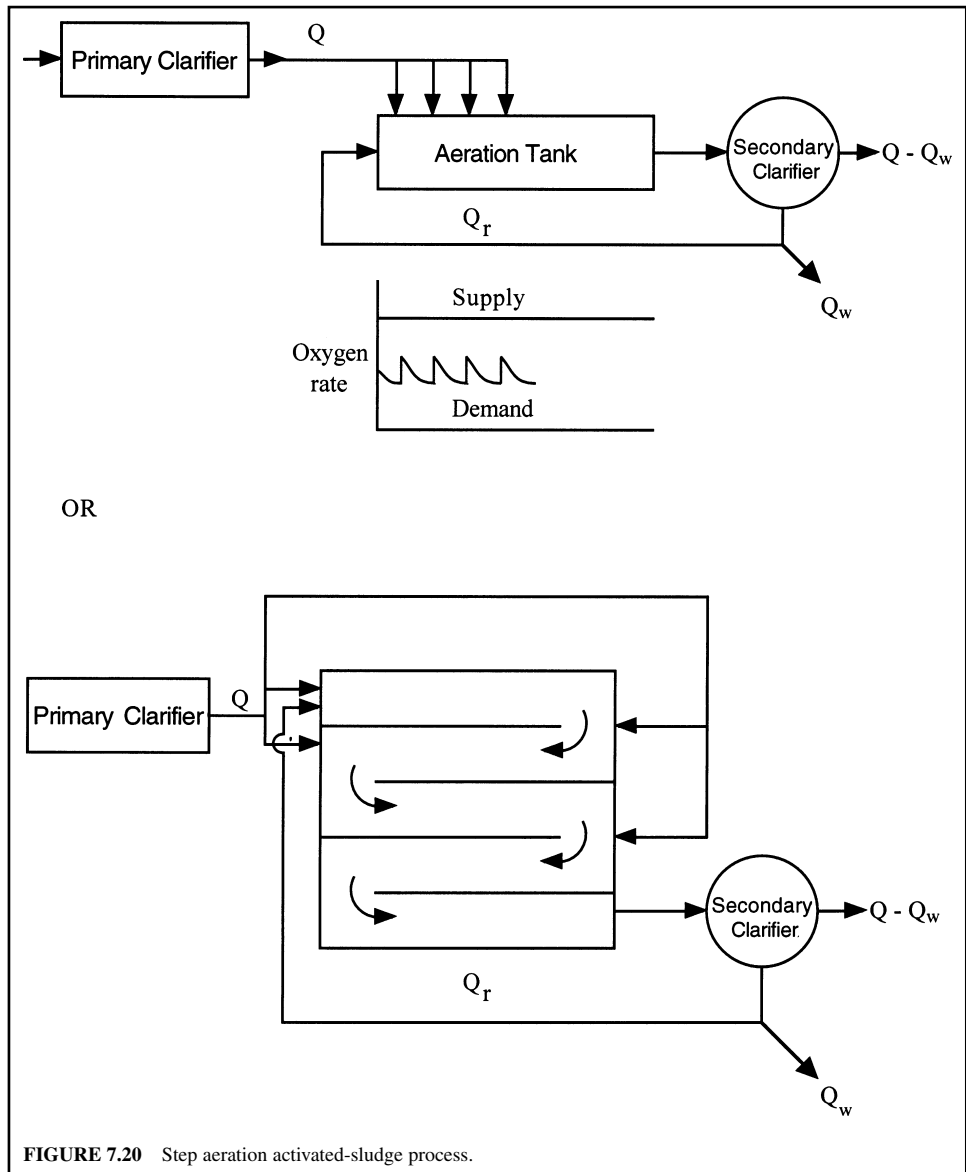 Q
Primary Clarifier
Aeration Tank
Secondary
Clarifier
Q - Qw
Qr
Qw
Supply
Oxygen
rate
Demand
OR
Primary Clarifier
Q
Secondary
Clarifier.
Q - Qw
Qr
Qw
FIGURE 7.20 Step aeration activated-sludge process.